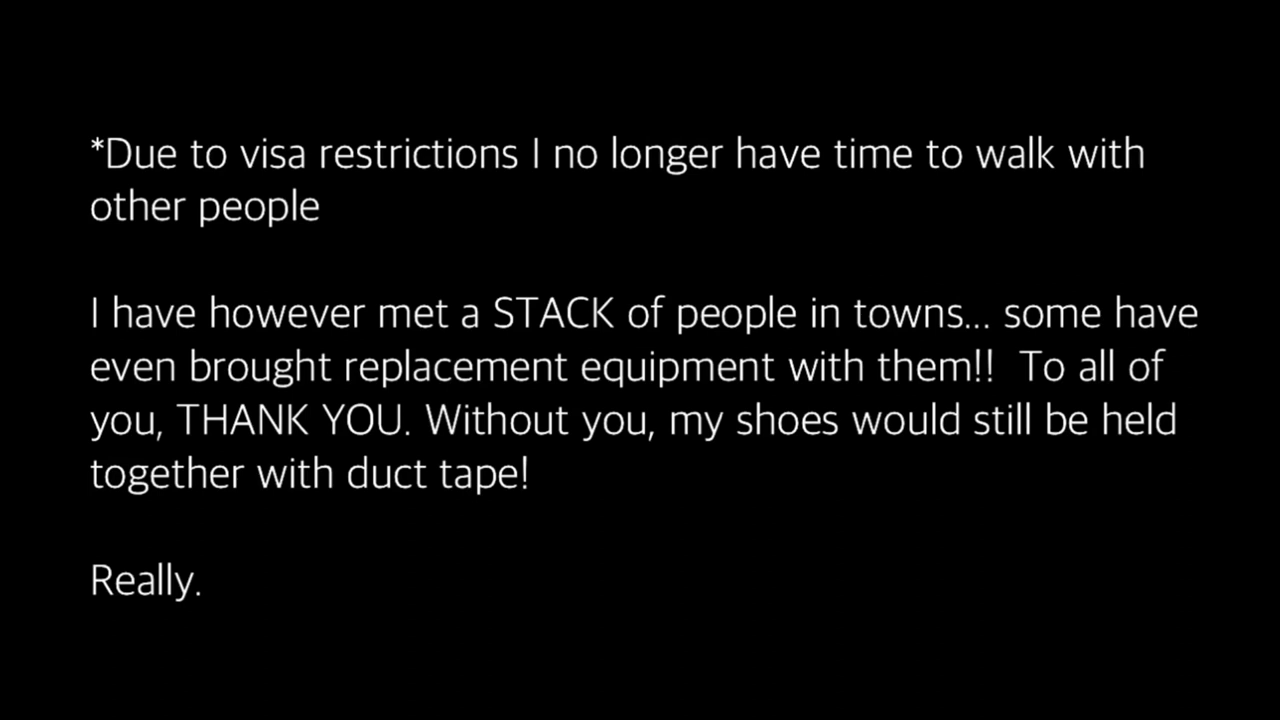 *Due to visa restrictions I no longer have time to walk with
other people
I have however met a STACK of people in towns... some have
even brought replacement equipment with them!!  To all of
you, THANK YOU. Without you, my shoes would still be held
together with duct tape!
Really.